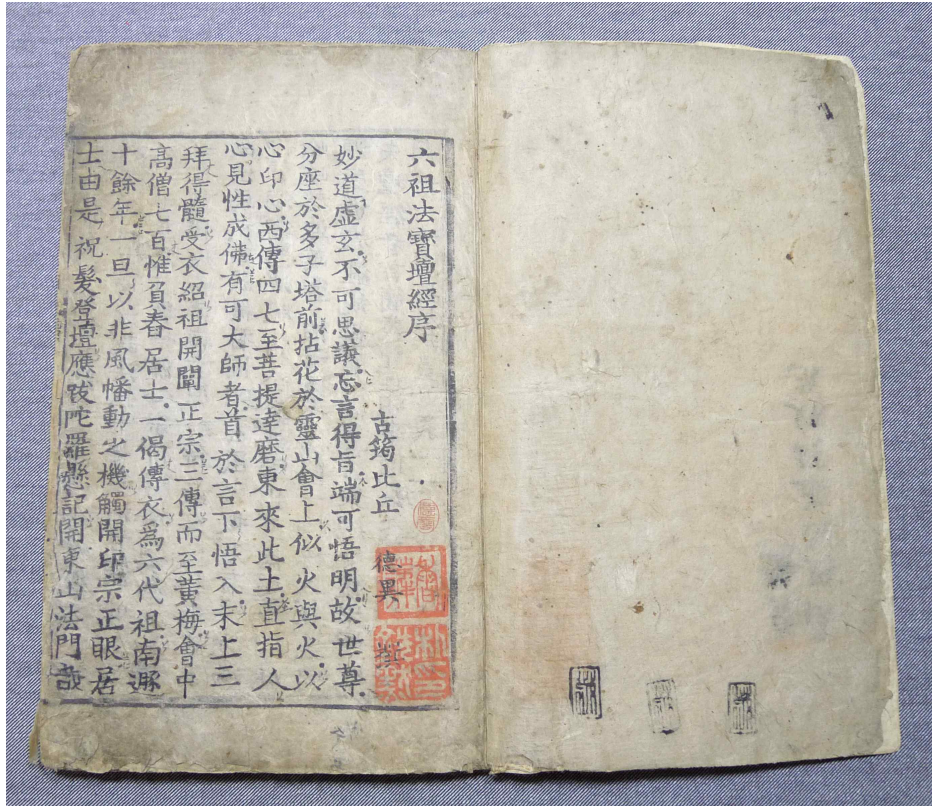 六祖法寶壇經序
古筠比丘 德異 撰
妙道虛玄不可思議忘言得旨端可悟明故世尊
分座於多子塔前拈花於靈山會上似火與火以
心印心西傳四七至菩提達磨東來此土直指人
心見性成佛有可大師者首於言下悟入末上三
拜得髓受衣紹祖開闡正宗三傳而至黃梅會中
高僧七百惟負舂居士一偈傳衣爲六代祖南遯
十餘年一旦以非風幡動之機觸開印宗正眼居
士由是祝髮登壇應跋陀羅懸記開東山法門㦲